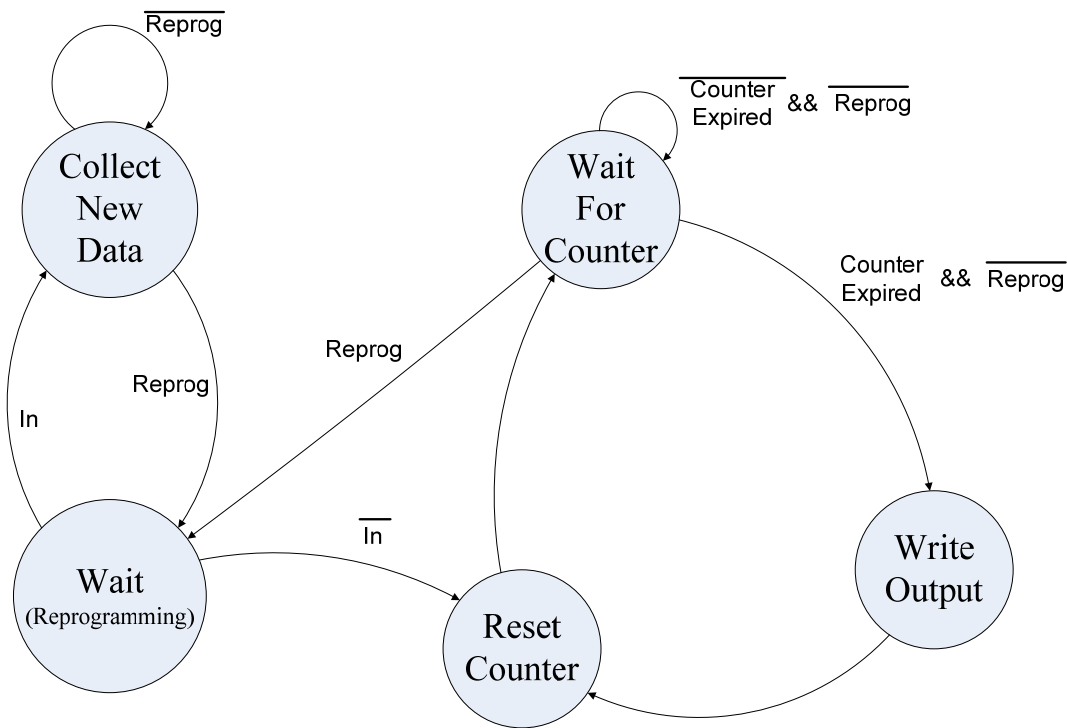 Reprog
Collect
New
Data
Counter
Expired && Reprog
Wait
For
Counter
Counter
Expired && Reprog
Reprog
Reprog
In
In
Wait
(Reprogramming)
Reset
Counter
Write
Output